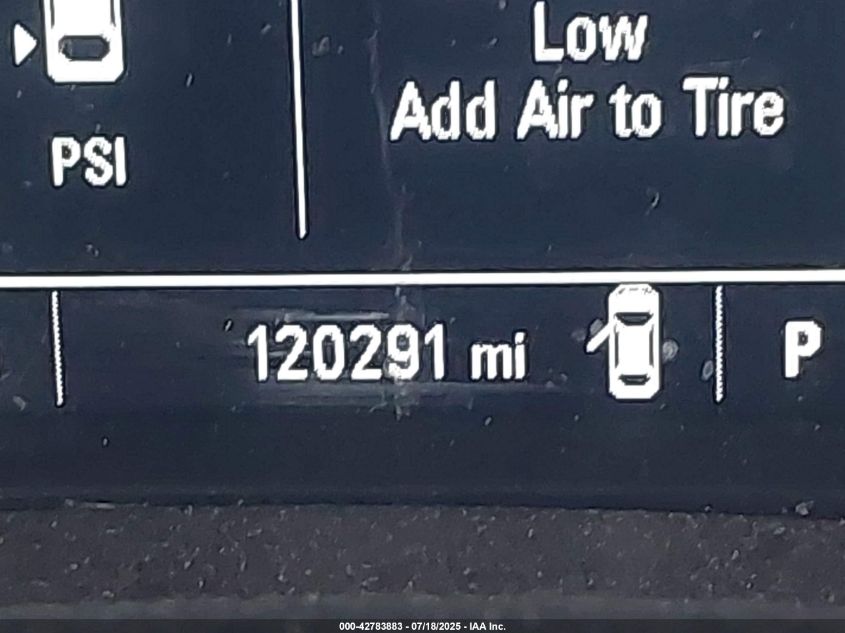 Low
Add Air to Tire
PSI
120291 mi
P
000-42783883 - 07/18/2025 - IAA Inc.